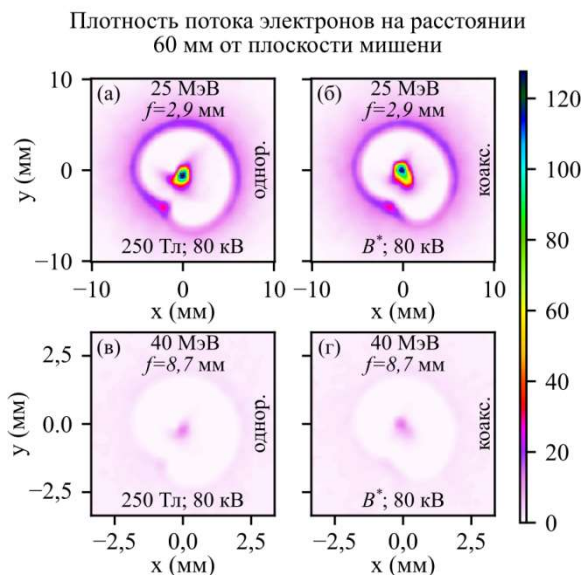 Плотность потока электронов на расстоянии
60 мм от плоскости мишени
(а) 25 МэВ
f=2,9 мм
однор.
250 Тл; 80 кВ
(б) 25 МэВ
f=2,9 мм
коакс.
B*; 80 кВ
10
0
−10
y (мм)
−10 0 10
x (мм)
−10 0 10
x (мм)
(в) 40 МэВ
f=8,7 мм
однор.
250 Тл; 80 кВ
(г) 40 МэВ
f=8,7 мм
коакс.
B*; 80 кВ
2,5
0,0
−2,5
y (мм)
−2,5 0,0 2,5
x (мм)
−2,5 0,0 2,5
x (мм)
120
100
80
60
40
20
0